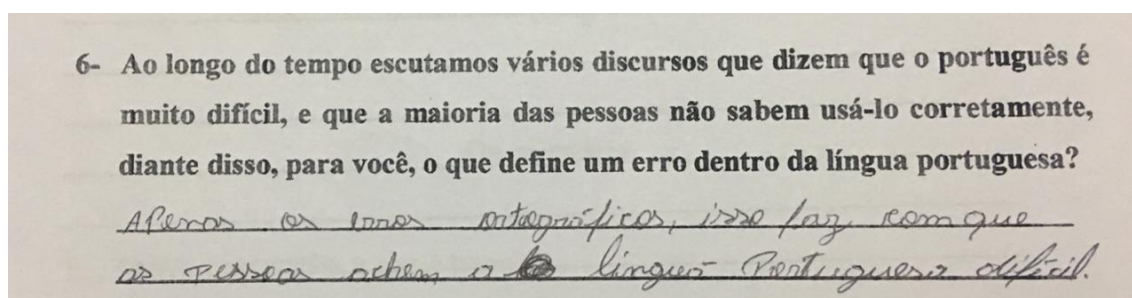 6- Ao longo do tempo escutamos vários discursos que dizem que o português é
muito difícil, e que a maioria das pessoas não sabem usá-lo corretamente,
diante disso, para você, o que define um erro dentro da língua portuguesa?
Apenas os erros ortográficos, isso faz com que
as pessoas achem a língua Portuguesa difícil.